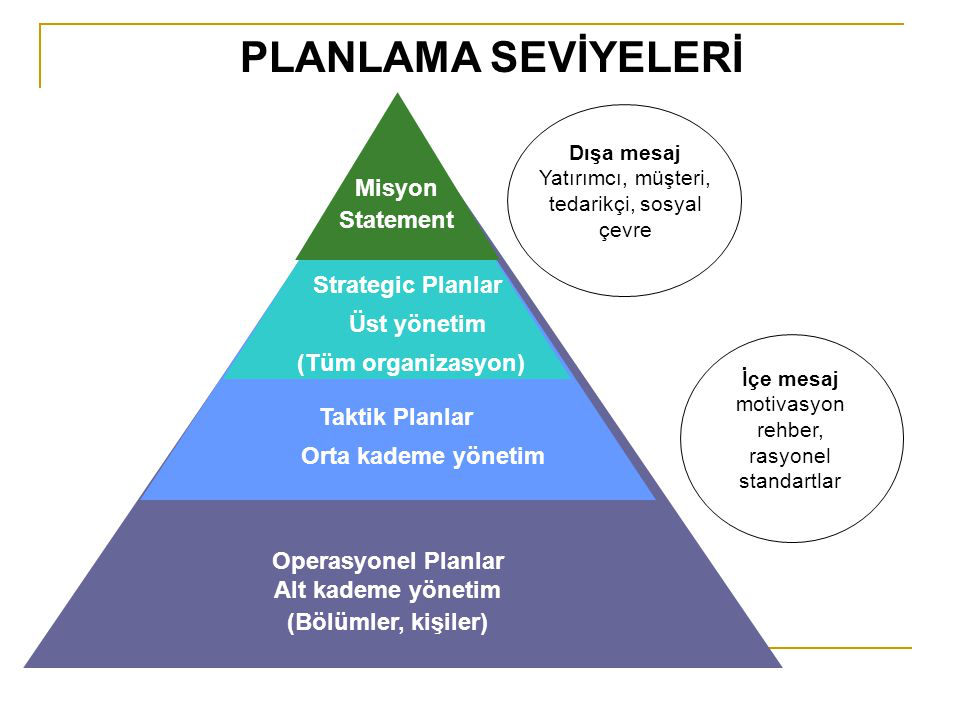 PLANLAMA SEVİYELERİ
Misyon
Statement
Dışa mesaj
Yatırımcı, müşteri,
tedarikçi, sosyal
çevre
Strategic Planlar
Üst yönetim
(Tüm organizasyon)
Taktik Planlar
Orta kademe yönetim
İçe mesaj
motivasyon
rehber,
rasyonel
standartlar
Operasyonel Planlar
Alt kademe yönetim
(Bölümler, kişiler)